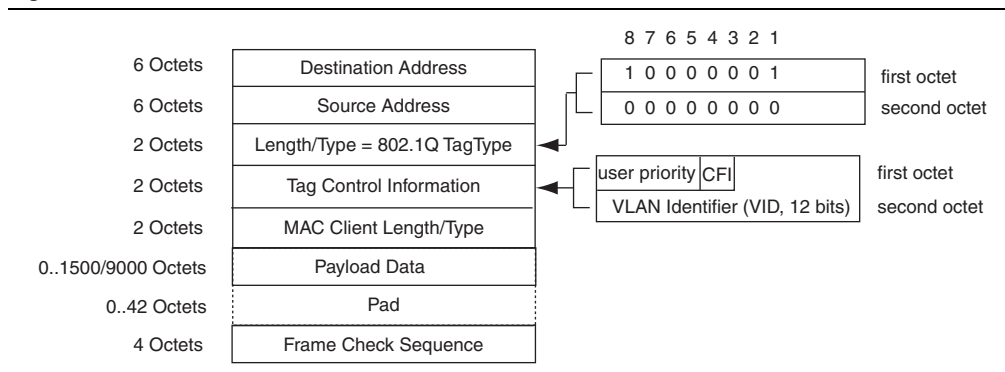 8 7 6 5 4 3 2 1
6 Octets Destination Address 1 0 0 0 0 0 0 1 first octet
6 Octets Source Address 0 0 0 0 0 0 0 0 second octet
2 Octets Length/Type = 802.1Q TagType
2 Octets Tag Control Information user priority CFI first octet
2 Octets MAC Client Length/Type VLAN Identifier (VID, 12 bits) second octet
0..1500/9000 Octets Payload Data
0..42 Octets Pad
4 Octets Frame Check Sequence